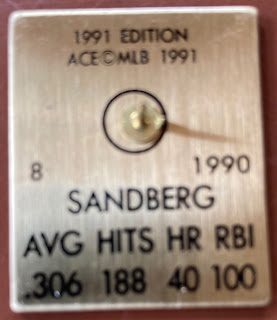 1991 EDITION
ACE©MLB 1991
8 1990
SANDBERG
AVG HITS HR RBI
.306 188 40 100